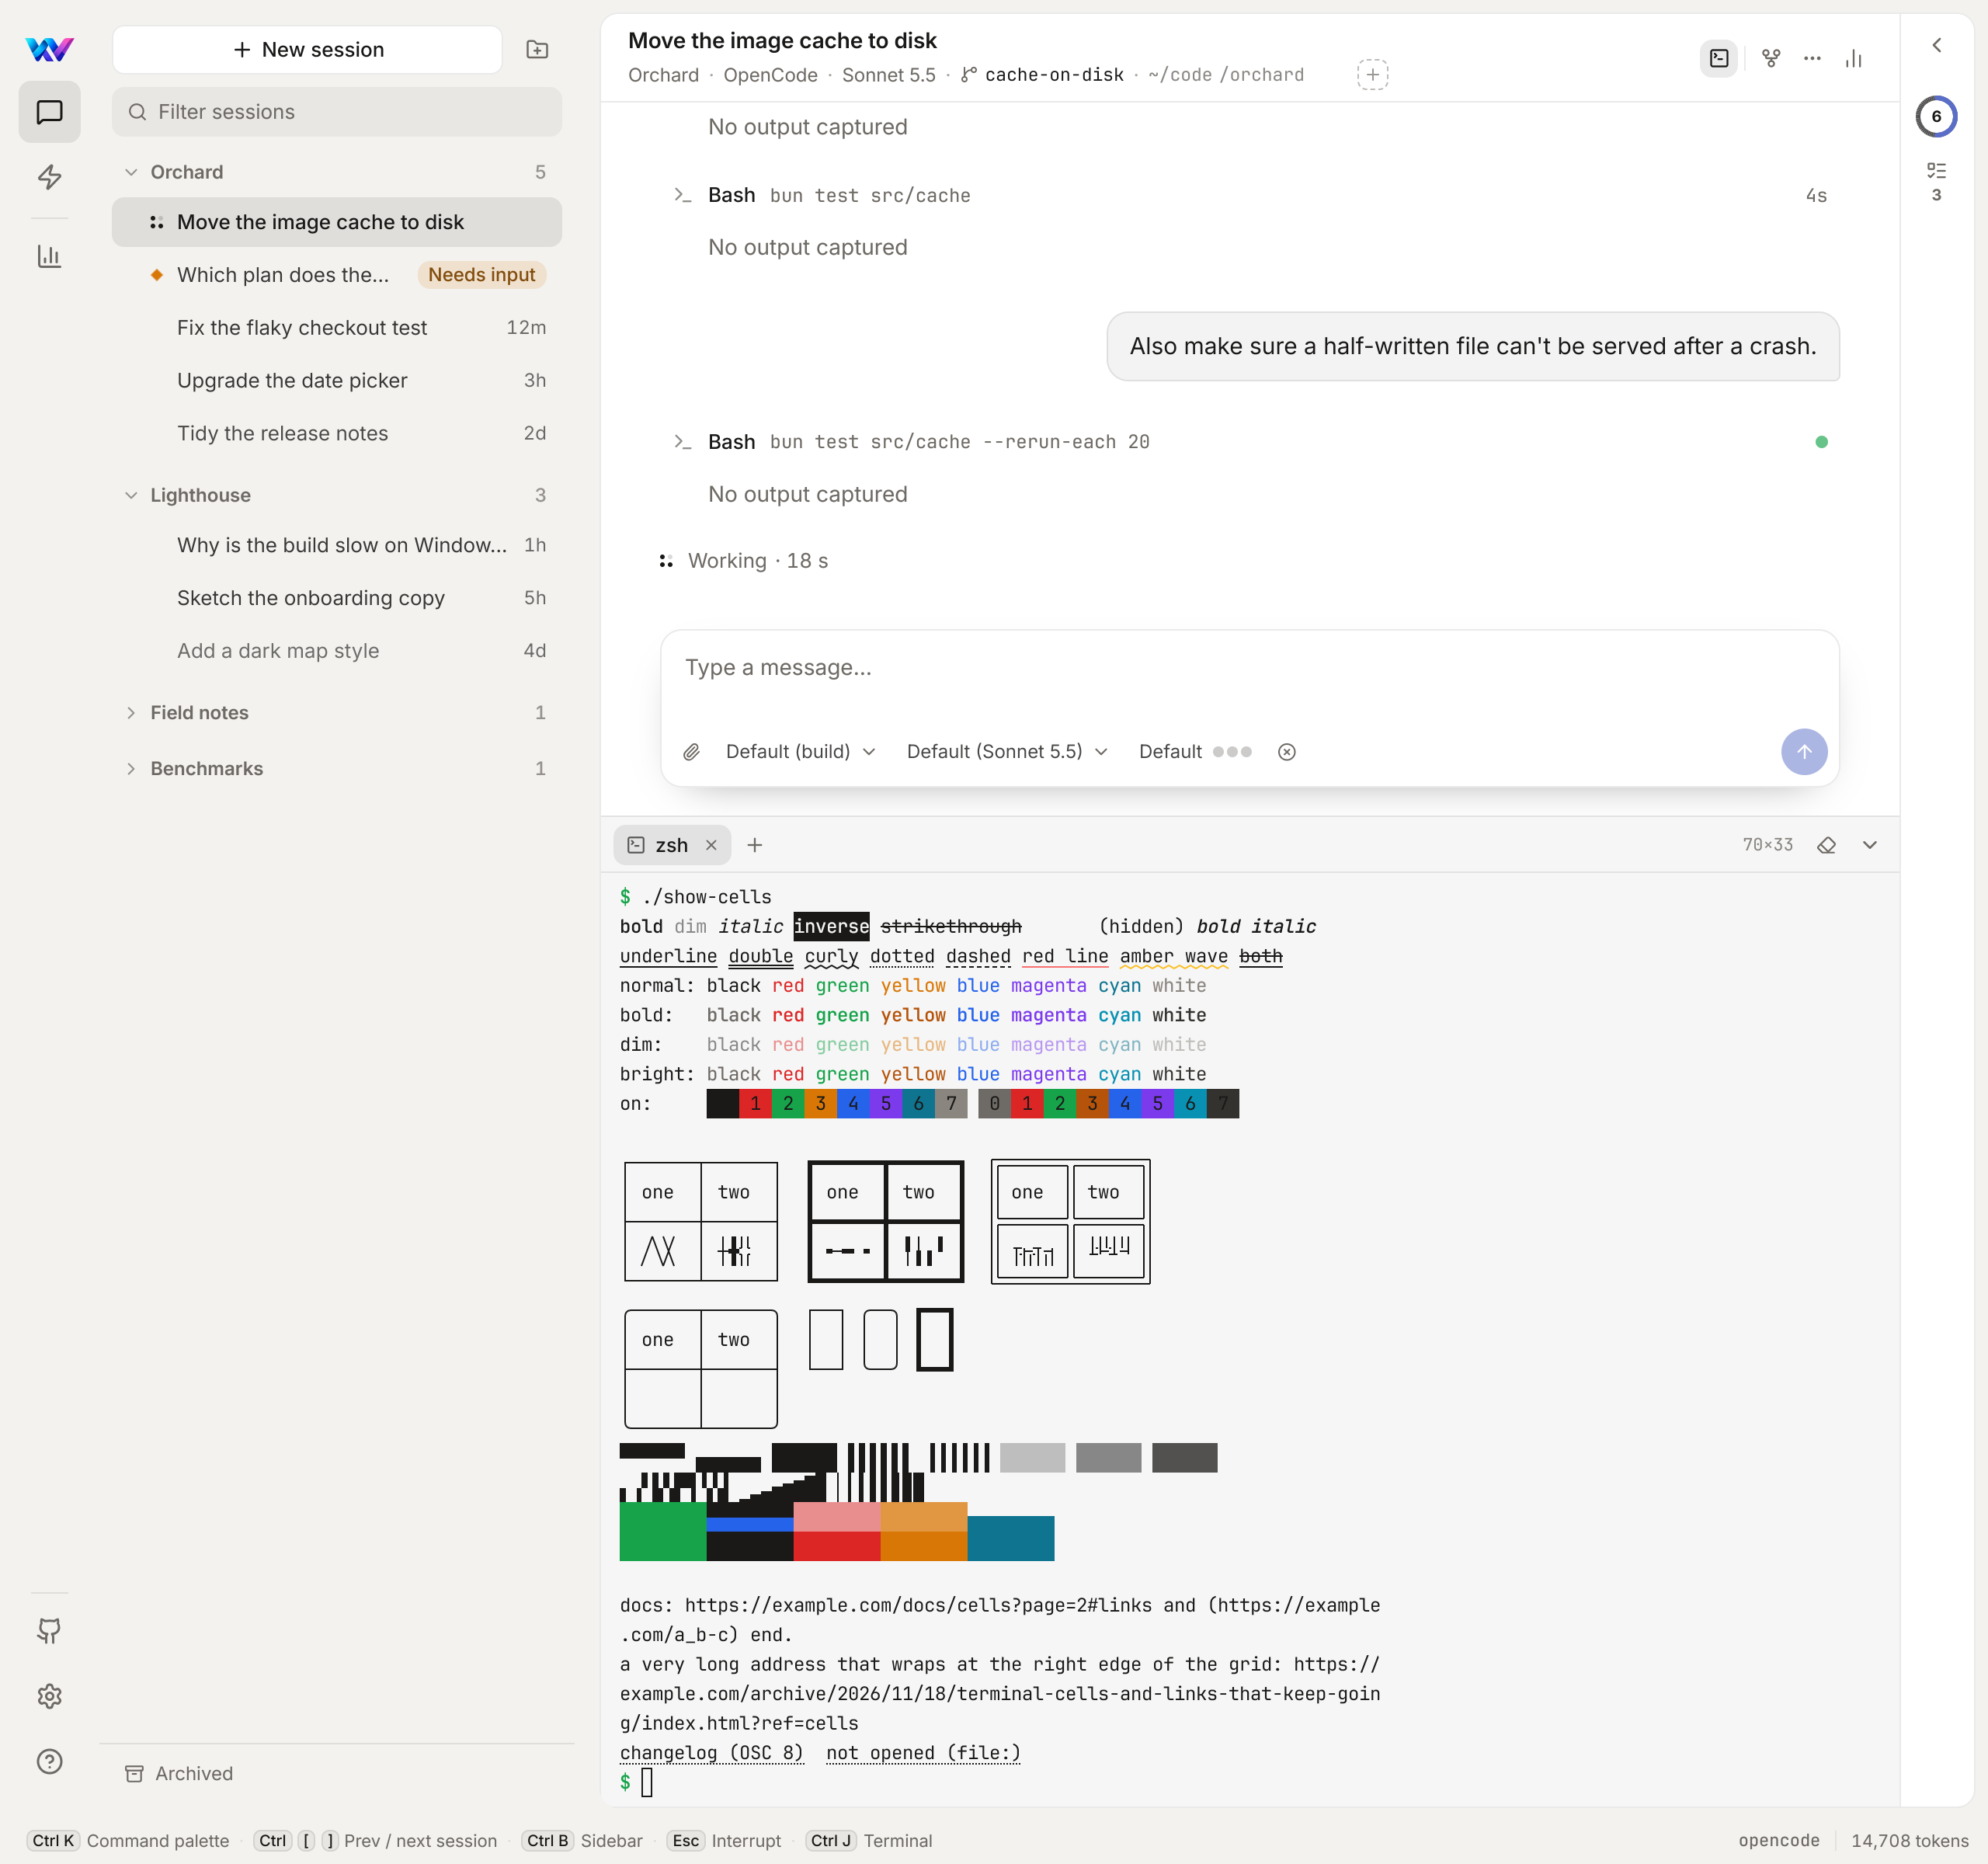 New session
Filter sessions
Orchard 5
Move the image cache to disk
Which plan does the... Needs input
Fix the flaky checkout test 12m
Upgrade the date picker 3h
Tidy the release notes 2d
Lighthouse 3
Why is the build slow on Window... 1h
Sketch the onboarding copy 5h
Add a dark map style 4d
Field notes 1
Benchmarks 1
Archived
Move the image cache to disk
Orchard · OpenCode · Sonnet 5.5 · cache-on-disk · ~/code /orchard
No output captured
Bash bun test src/cache 4s
No output captured
Also make sure a half-written file can't be served after a crash.
Bash bun test src/cache --rerun-each 20
No output captured
Working · 18 s
Type a message...
Default (build) Default (Sonnet 5.5) Default
6
3
zsh 70×33
$ ./show-cells
bold dim italic inverse strikethrough (hidden) bold italic
underline double curly dotted dashed red line amber wave both
normal: black red green yellow blue magenta cyan white
bold: black red green yellow blue magenta cyan white
dim: black red green yellow blue magenta cyan white
bright: black red green yellow blue magenta cyan white
on: 1 2 3 4 5 6 7 0 1 2 3 4 5 6 7
one two one two one two
one two
docs: https://example.com/docs/cells?page=2#links and (https://example
.com/a_b-c) end.
a very long address that wraps at the right edge of the grid: https://
example.com/archive/2026/11/18/terminal-cells-and-links-that-keep-goin
g/index.html?ref=cells
changelog (OSC 8) not opened (file:)
$
Ctrl K Command palette · Ctrl [ ] Prev / next session · Ctrl B Sidebar · Esc Interrupt · Ctrl J Terminal
opencode 14,708 tokens